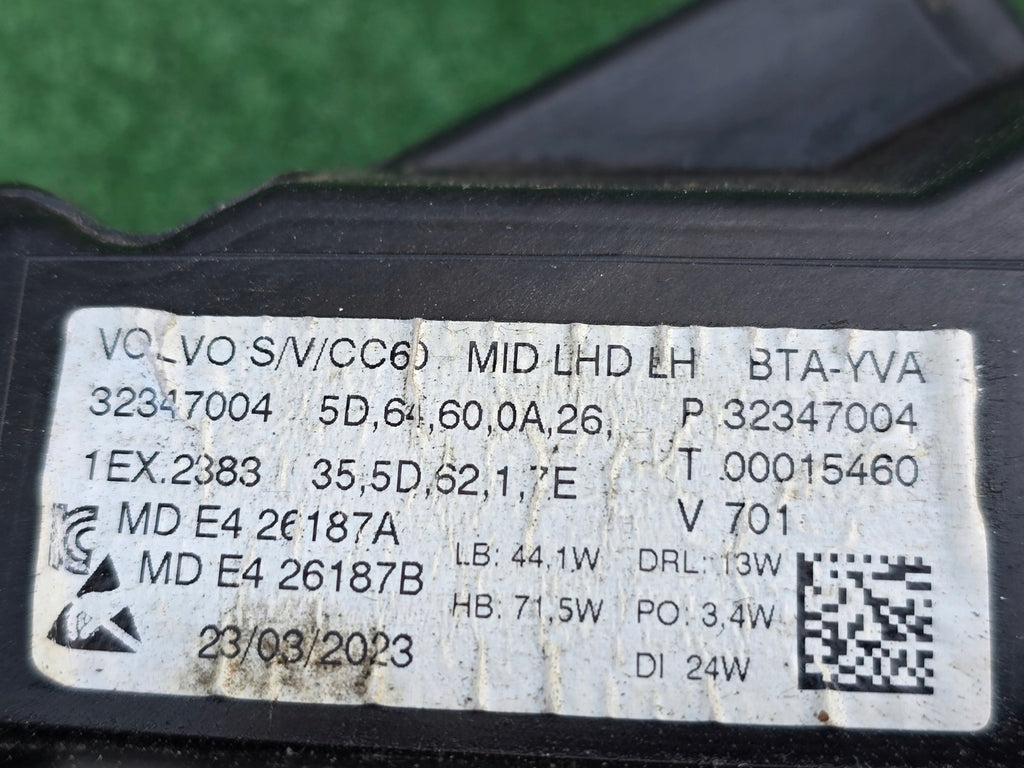 VOLVO S/V/CC60 MID LHD LH BTA-YVA
32347004 5D,64,60,0A,26, P 32347004
1EX.2383 35,5D,62,1,7E T 00015460
MD E4 26187A V 701
MD E4 26187B LB: 44,1W DRL: 13W
HB: 71,5W PO: 3,4W
23/03/2023 DI 24W